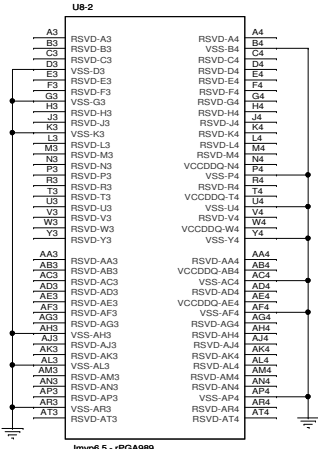 U8-2
A3 RSVD-A3 RSVD-A4 A4
B3 RSVD-B3 VSS-B4 B4
C3 RSVD-C3 RSVD-C4 C4
D3 VSS-D3 RSVD-D4 D4
E3 RSVD-E3 RSVD-E4 E4
F3 RSVD-F3 RSVD-F4 F4
G3 VSS-G3 RSVD-G4 G4
H3 RSVD-H3 RSVD-H4 H4
J3 RSVD-J3 RSVD-J4 J4
K3 VSS-K3 RSVD-K4 K4
L3 RSVD-L3 RSVD-L4 L4
M3 RSVD-M3 RSVD-M4 M4
N3 RSVD-N3 VCCDDQ-N4 N4
P3 RSVD-P3 VSS-P4 P4
R3 RSVD-R3 RSVD-R4 R4
T3 RSVD-T3 VCCDDQ-T4 T4
U3 RSVD-U3 VSS-U4 U4
V3 RSVD-V3 RSVD-V4 V4
W3 RSVD-W3 VCCDDQ-W4 W4
Y3 RSVD-Y3 VSS-Y4 Y4
AA3 RSVD-AA3 RSVD-AA4 AA4
AB3 RSVD-AB3 VCCDDQ-AB4 AB4
AC3 RSVD-AC3 VSS-AC4 AC4
AD3 RSVD-AD3 RSVD-AD4 AD4
AE3 RSVD-AE3 VCCDDQ-AE4 AE4
AF3 RSVD-AF3 VSS-AF4 AF4
AG3 RSVD-AG3 RSVD-AG4 AG4
AH3 VSS-AH3 RSVD-AH4 AH4
AJ3 RSVD-AJ3 RSVD-AJ4 AJ4
AK3 RSVD-AK3 RSVD-AK4 AK4
AL3 VSS-AL3 RSVD-AL4 AL4
AM3 RSVD-AM3 RSVD-AM4 AM4
AN3 RSVD-AN3 RSVD-AN4 AN4
AP3 RSVD-AP3 VSS-AP4 AP4
AR3 VSS-AR3 RSVD-AR4 AR4
AT3 RSVD-AT3 RSVD-AT4 AT4
Imvp6.5 - rPGA989